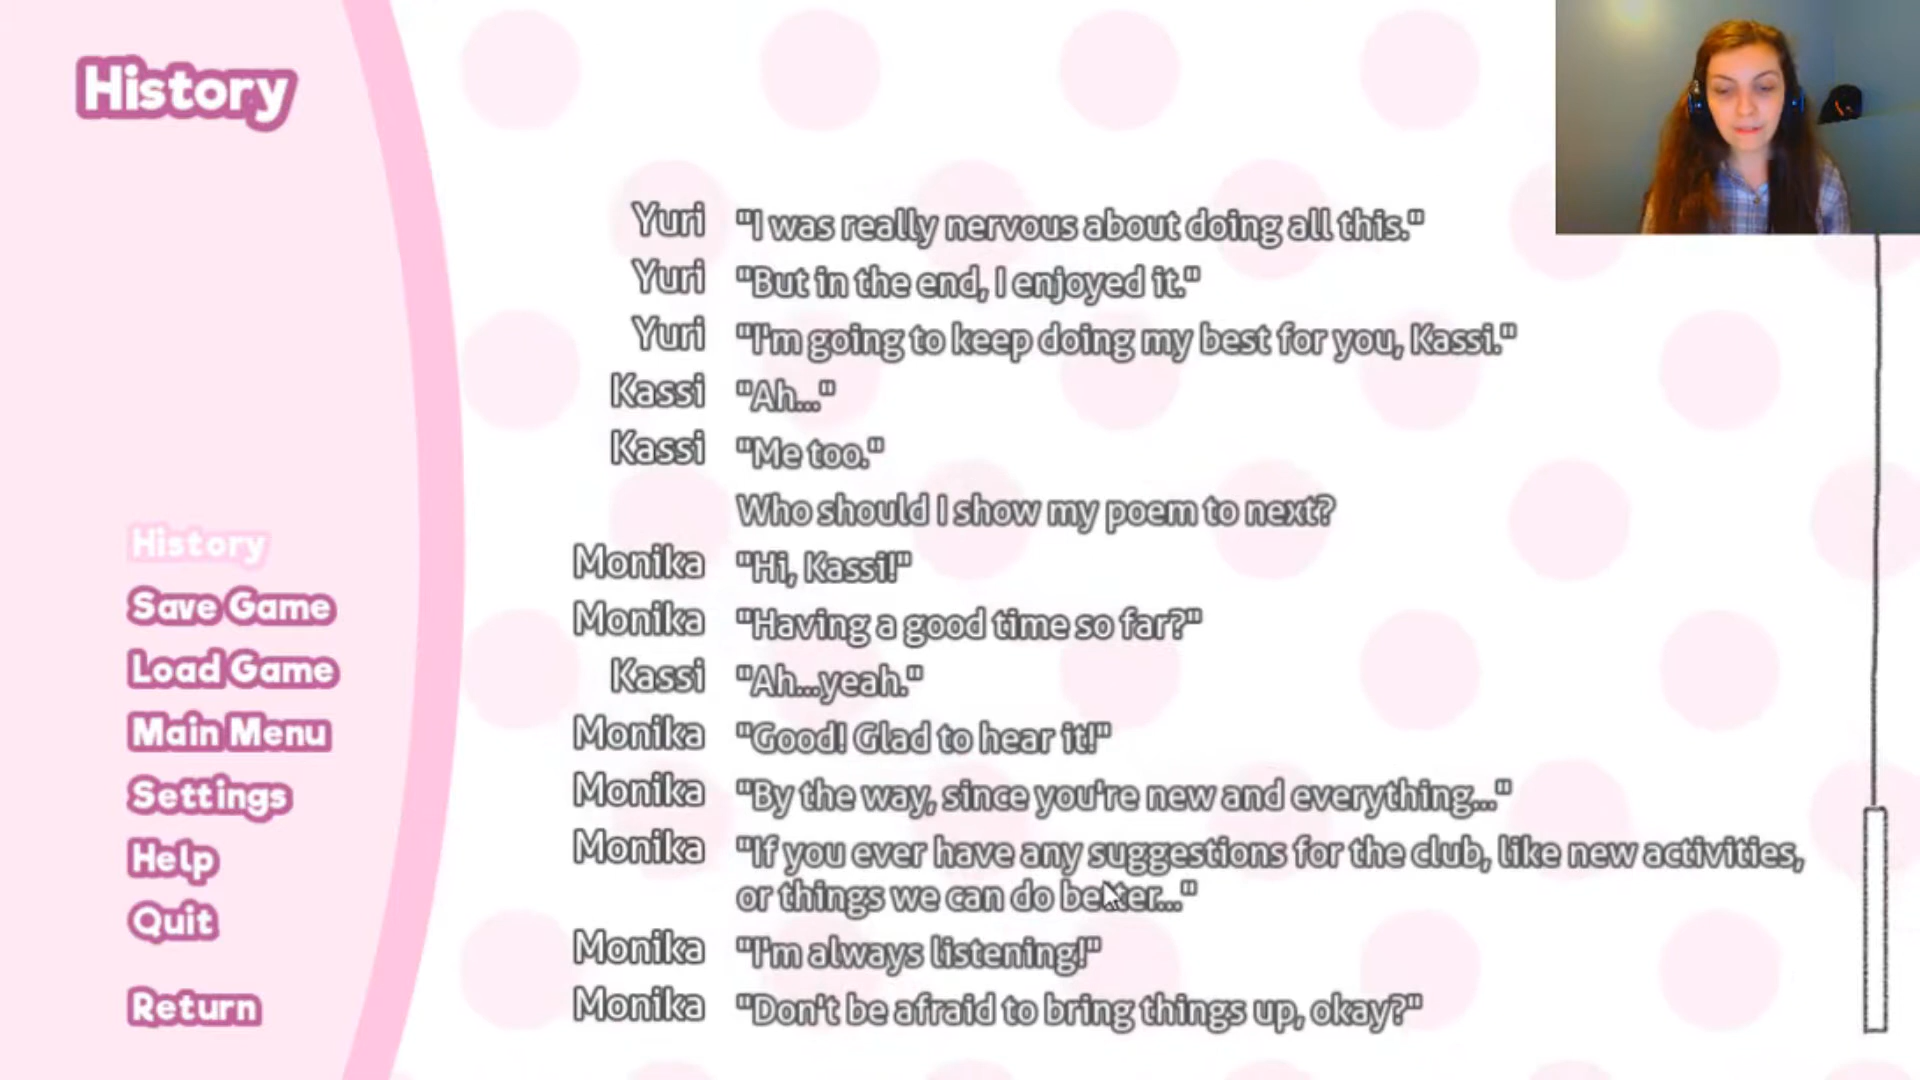 History
Yuri "I was really nervous about doing all this."
Yuri "But in the end, I enjoyed it."
Yuri "I'm going to keep doing my best for you, Kassi."
Kassi "Ah..."
Kassi "Me too."
Who should I show my poem to next?
Monika "Hi, Kassi!"
Monika "Having a good time so far?"
Kassi "Ah...yeah."
Monika "Good! Glad to hear it!"
Monika "By the way, since you're new and everything..."
Monika "If you ever have any suggestions for the club, like new activities,
or things we can do better..."
Monika "I'm always listening!"
Monika "Don't be afraid to bring things up, okay?"
History
Save Game
Load Game
Main Menu
Settings
Help
Quit
Return